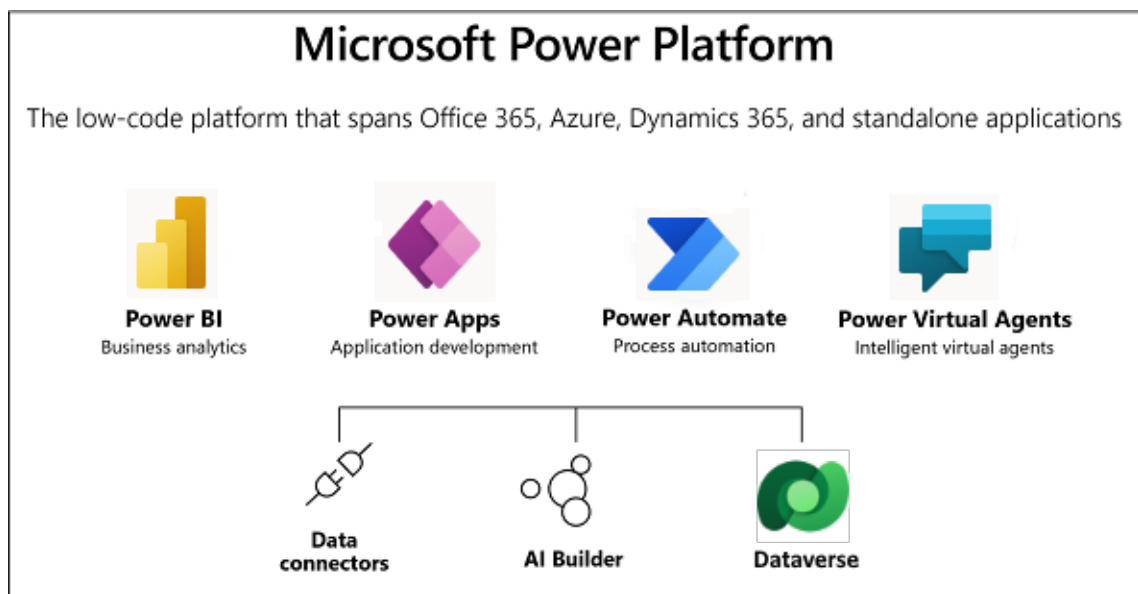 Microsoft Power Platform
The low-code platform that spans Office 365, Azure, Dynamics 365, and standalone applications
Power BI
Business analytics
Power Apps
Application development
Power Automate
Process automation
Power Virtual Agents
Intelligent virtual agents
Data
connectors
AI Builder
Dataverse